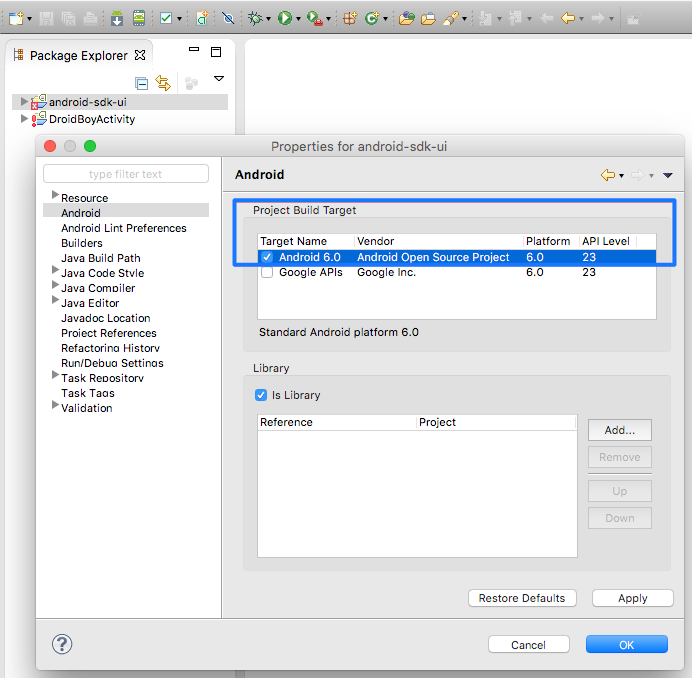 Package Explorer
android-sdk-ui
DroidBoyActivity
Properties for android-sdk-ui
type filter text
Resource
Android
Android Lint Preferences
Builders
Java Build Path
Java Code Style
Java Compiler
Java Editor
Javadoc Location
Project References
Refactoring History
Run/Debug Settings
Task Repository
Task Tags
Validation
Android
Project Build Target
Target Name Vendor Platform API Level
Android 6.0 Android Open Source Project 6.0 23
Google APIs Google Inc. 6.0 23
Standard Android platform 6.0
Library
Is Library
Reference Project
Add...
Remove
Up
Down
Restore Defaults Apply
? Cancel OK